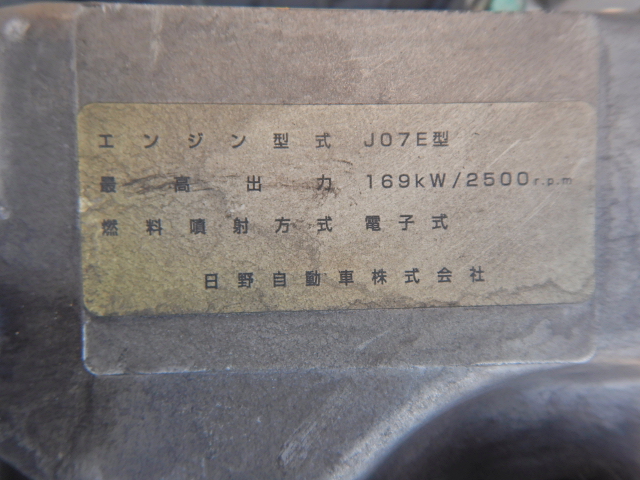 エンジン型式 J07E型
最高出力 169kW/2500r.p.m
燃料噴射方式 電子式
日野自動車株式会社